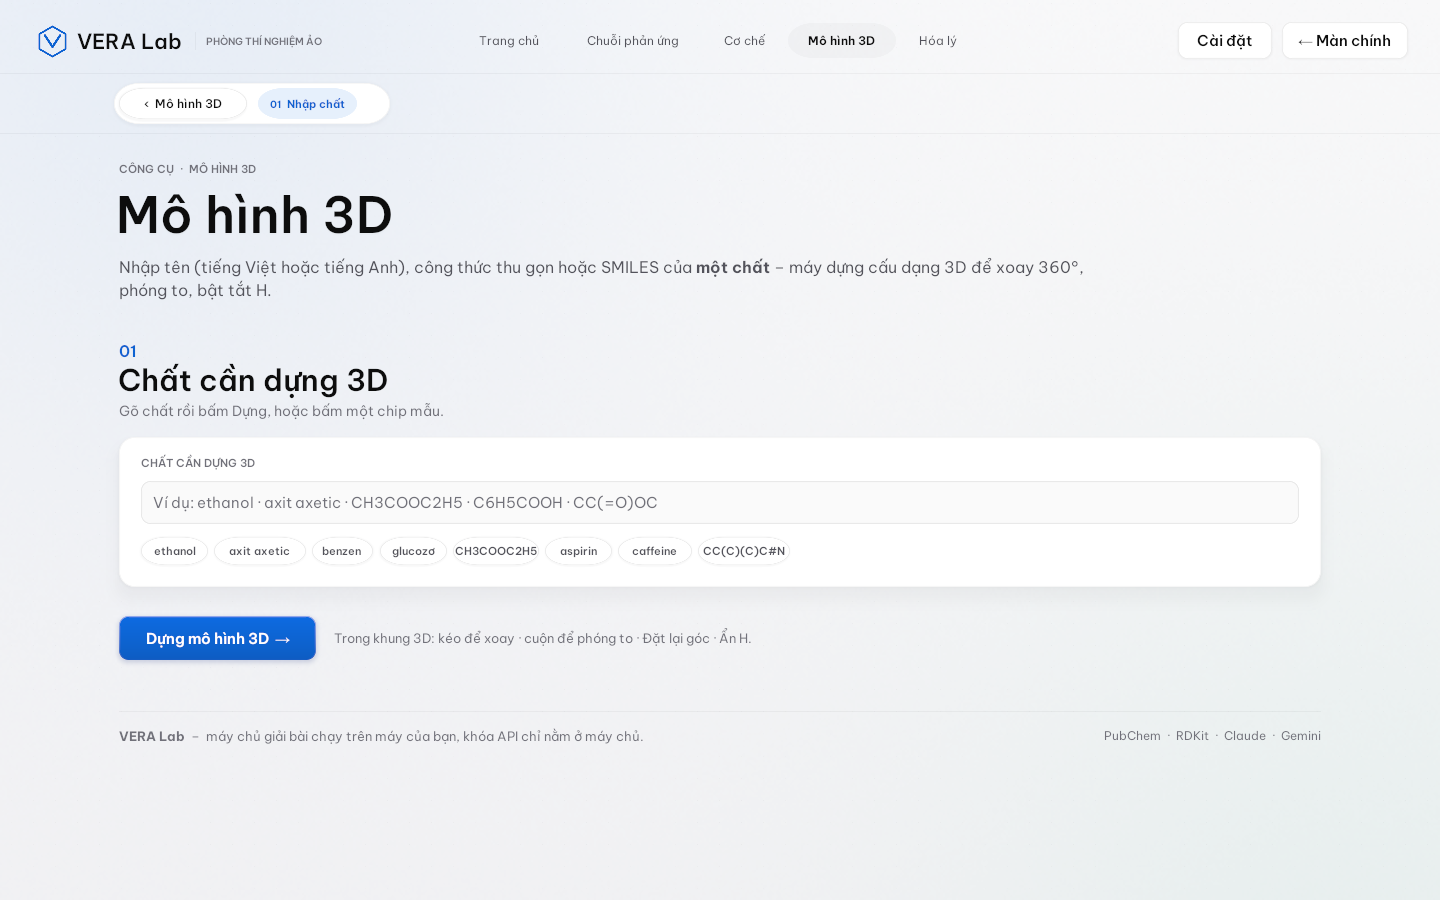 VERA Lab
PHÒNG THÍ NGHIỆM ẢO
Trang chủ
Chuỗi phản ứng
Cơ chế
Mô hình 3D
Hóa lý
Cài đặt
← Màn chính
‹ Mô hình 3D
01 Nhập chất
CÔNG CỤ · MÔ HÌNH 3D
Mô hình 3D
Nhập tên (tiếng Việt hoặc tiếng Anh), công thức thu gọn hoặc SMILES của một chất – máy dựng cấu dạng 3D để xoay 360°,
phóng to, bật tắt H.
01
Chất cần dựng 3D
Gõ chất rồi bấm Dựng, hoặc bấm một chip mẫu.
CHẤT CẦN DỰNG 3D
Ví dụ: ethanol · axit axetic · CH3COOC2H5 · C6H5COOH · CC(=O)OC
ethanol
axit axetic
benzen
glucozơ
CH3COOC2H5
aspirin
caffeine
CC(C)(C)C#N
Dựng mô hình 3D →
Trong khung 3D: kéo để xoay · cuộn để phóng to · Đặt lại góc · Ẩn H.
VERA Lab – máy chủ giải bài chạy trên máy của bạn, khóa API chỉ nằm ở máy chủ.
PubChem · RDKit · Claude · Gemini